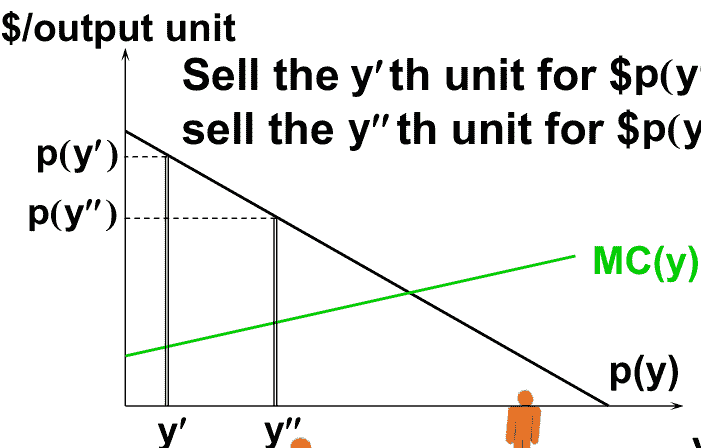 $/output unit
Sell the y′th unit for $p(y
sell the y″th unit for $p(y
p(y′)
p(y″)
MC(y)
p(y)
y′
y″